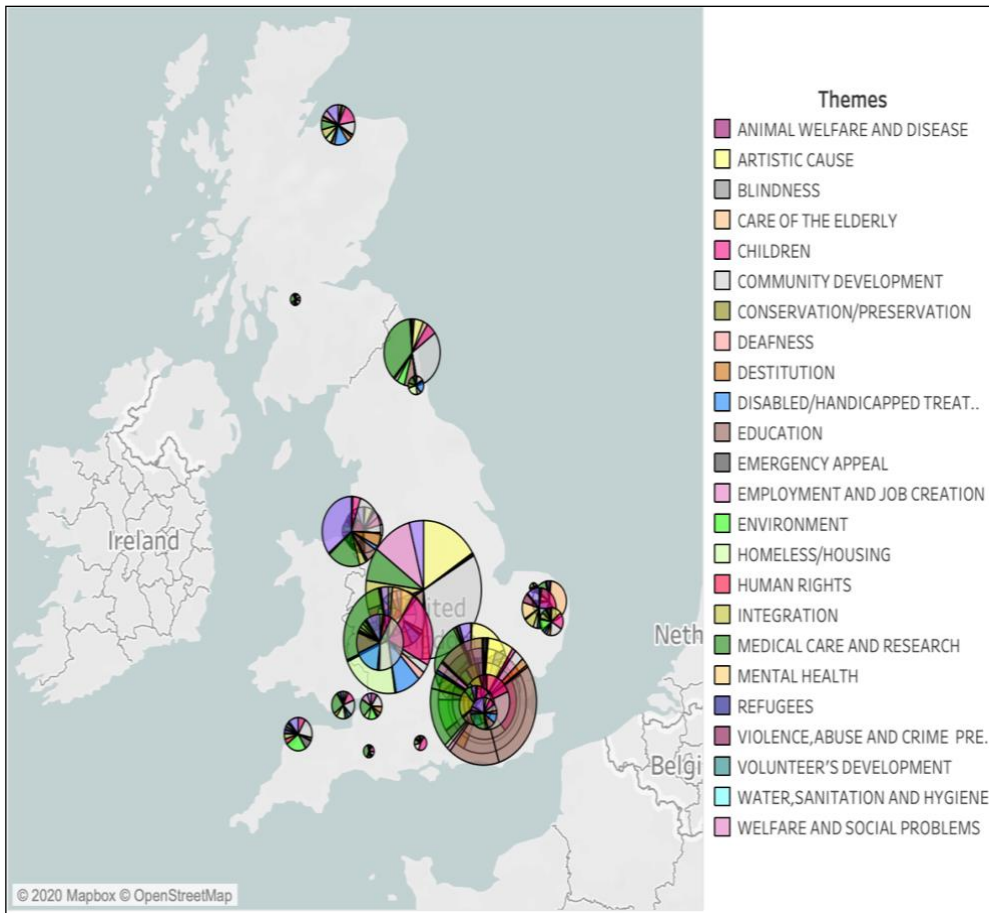 Themes
ANIMAL WELFARE AND DISEASE
ARTISTIC CAUSE
BLINDNESS
CARE OF THE ELDERLY
CHILDREN
COMMUNITY DEVELOPMENT
CONSERVATION/PRESERVATION
DEAFNESS
DESTITUTION
DISABLED/HANDICAPPED TREAT..
EDUCATION
EMERGENCY APPEAL
EMPLOYMENT AND JOB CREATION
ENVIRONMENT
HOMELESS/HOUSING
HUMAN RIGHTS
INTEGRATION
MEDICAL CARE AND RESEARCH
MENTAL HEALTH
REFUGEES
VIOLENCE,ABUSE AND CRIME PRE..
VOLUNTEER'S DEVELOPMENT
WATER,SANITATION AND HYGIENE
WELFARE AND SOCIAL PROBLEMS
Ireland
Neth
Belgi
© 2020 Mapbox © OpenStreetMap